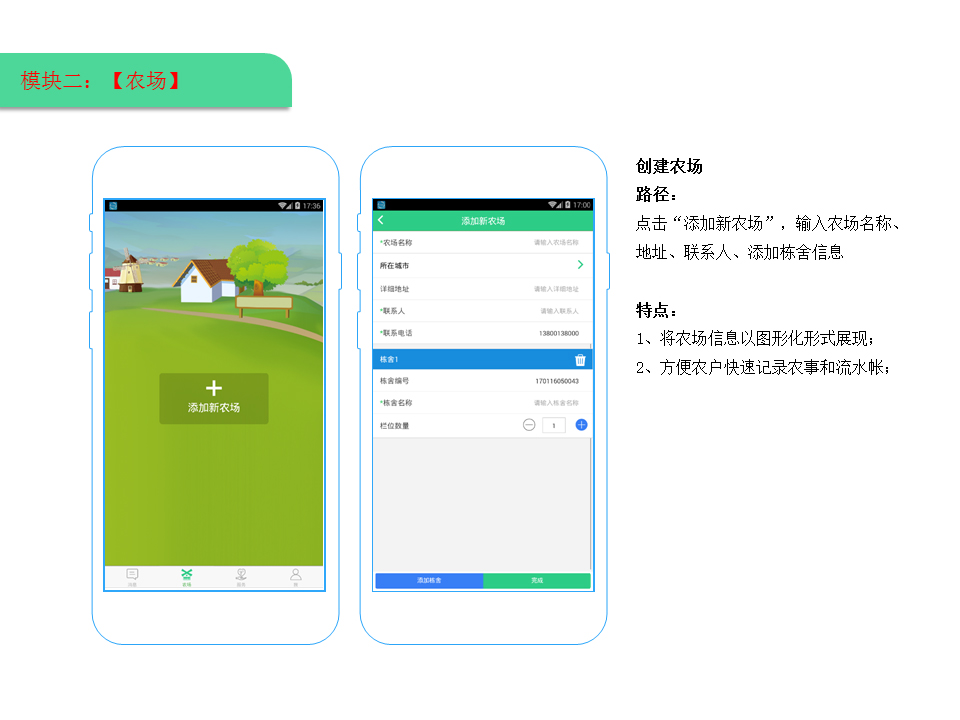 模块二：【农场】
17:36
添加新农场
农场
17:00
添加新农场
*农场名称 请输入农场名称
所在城市
详细地址 请输入详细地址
*联系人 请输入联系人
*联系电话 13800138000
栋舍1
栋舍编号 170116050043
*栋舍名称 请输入栋舍名称
栏位数量 1
添加栋舍 完成
创建农场
路径：
点击“添加新农场”，输入农场名称、
地址、联系人、添加栋舍信息
特点：
1、将农场信息以图形化形式展现；
2、方便农户快速记录农事和流水帐；